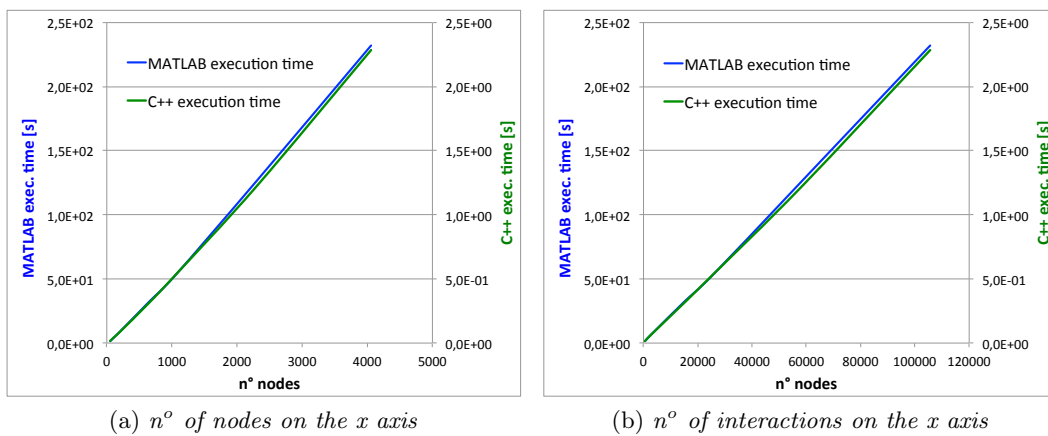 2,5E+02
2,0E+02
1,5E+02
1,0E+02
5,0E+01
0,0E+00
MATLAB exec. time [s]
MATLAB execution time
C++ execution time
2,5E+00
2,0E+00
1,5E+00
1,0E+00
5,0E-01
0,0E+00
C++ exec. time [s]
0 1000 2000 3000 4000 5000
n° nodes
(a) nº of nodes on the x axis
2,5E+02
2,0E+02
1,5E+02
1,0E+02
5,0E+01
0,0E+00
MATLAB exec. time [s]
MATLAB execution time
C++ execution time
2,5E+00
2,0E+00
1,5E+00
1,0E+00
5,0E-01
0,0E+00
C++ exec. time [s]
0 20000 40000 60000 80000 100000 120000
n° nodes
(b) nº of interactions on the x axis